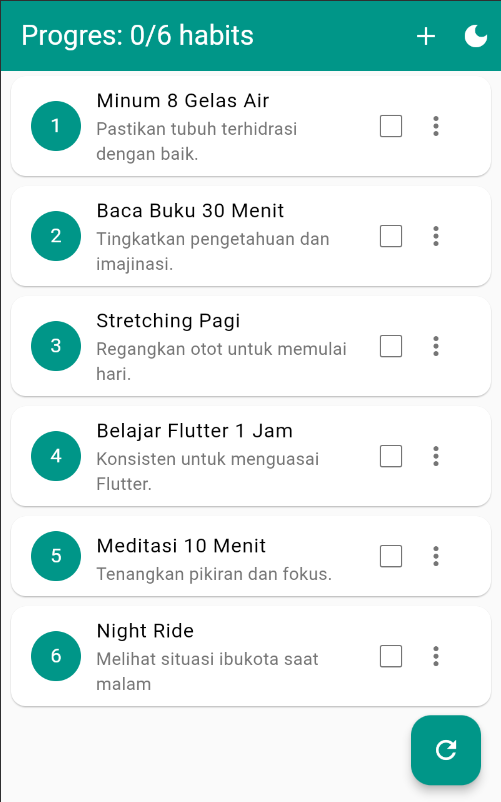 Progres: 0/6 habits
1
Minum 8 Gelas Air
Pastikan tubuh terhidrasi
dengan baik.
2
Baca Buku 30 Menit
Tingkatkan pengetahuan dan
imajinasi.
3
Stretching Pagi
Regangkan otot untuk memulai
hari.
4
Belajar Flutter 1 Jam
Konsisten untuk menguasai
Flutter.
5
Meditasi 10 Menit
Tenangkan pikiran dan fokus.
6
Night Ride
Melihat situasi ibukota saat
malam